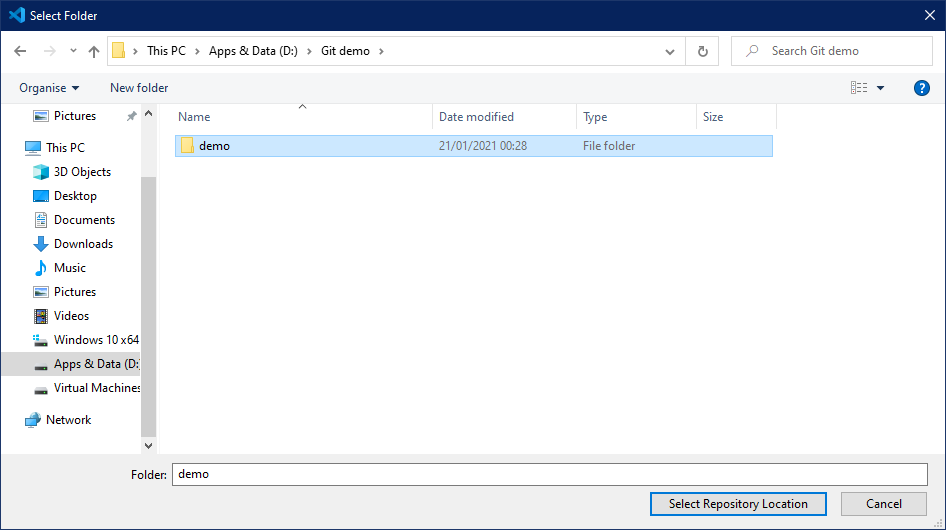 Select Folder
This PC Apps & Data (D:) Git demo
Search Git demo
Organise New folder
?
Name Date modified Type Size
demo 21/01/2021 00:28 File folder
Pictures
This PC
3D Objects
Desktop
Documents
Downloads
Music
Pictures
Videos
Windows 10 x64
Apps & Data (D:
Virtual Machines
Network
Folder: demo
Select Repository Location Cancel